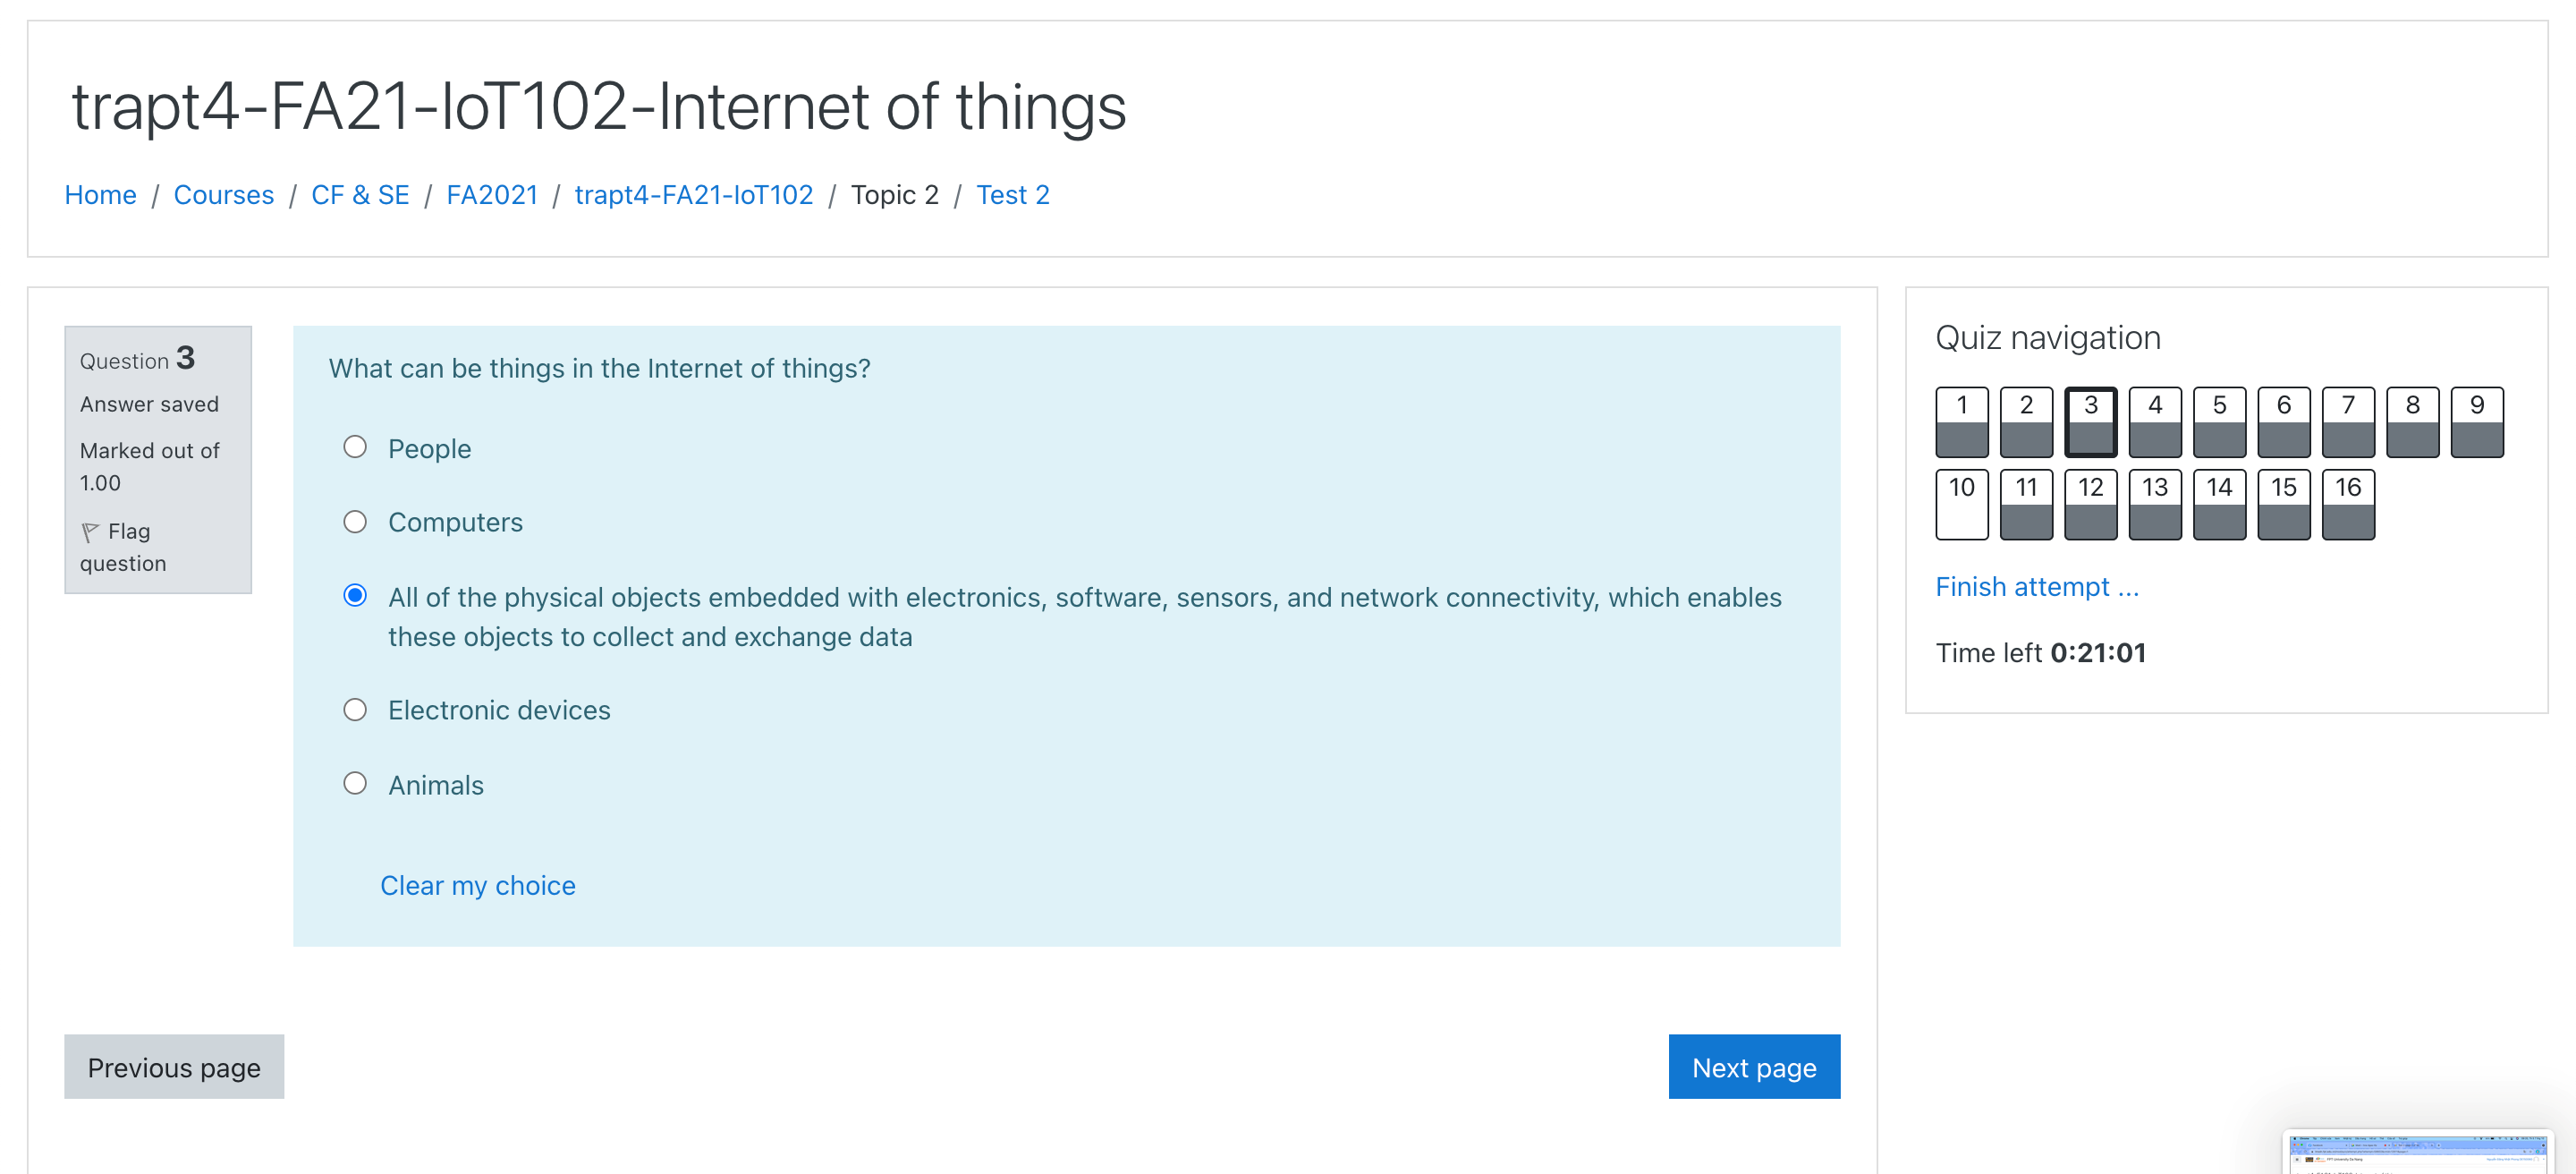 trapt4-FA21-IoT102-Internet of things
Home / Courses / CF & SE / FA2021 / trapt4-FA21-IoT102 / Topic 2 / Test 2
Question 3
Answer saved
Marked out of
1.00
Flag
question
What can be things in the Internet of things?
People
Computers
All of the physical objects embedded with electronics, software, sensors, and network connectivity, which enables
these objects to collect and exchange data
Electronic devices
Animals
Clear my choice
Previous page
Next page
Quiz navigation
1 2 3 4 5 6 7 8 9
10 11 12 13 14 15 16
Finish attempt ...
Time left 0:21:01